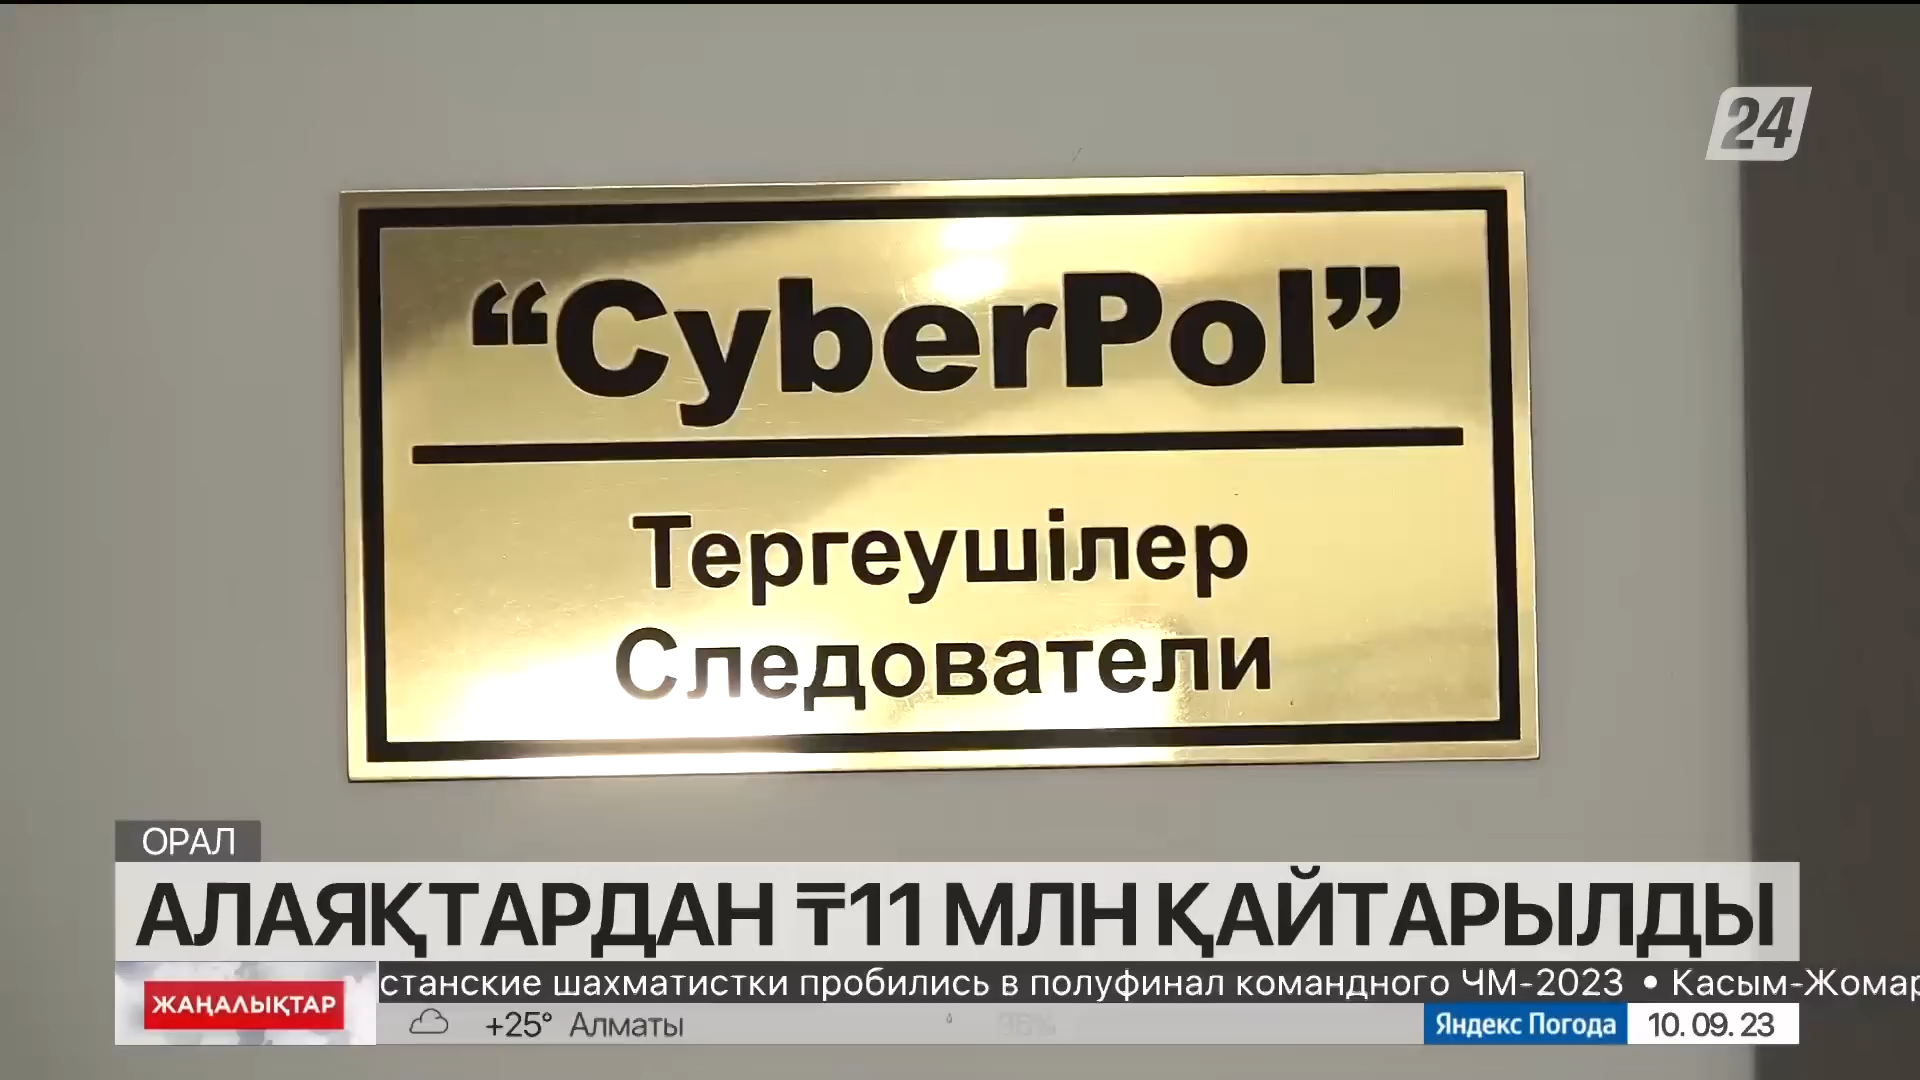 24
“CyberPol”
Тергеушілер
Следователи
ОРАЛ
АЛАЯҚТАРДАН ₸11 МЛН ҚАЙТАРЫЛДЫ
станские шахматистки пробились в полуфинал командного ЧМ-2023 • Касым-Жомар
ЖАҢАЛЫҚТАР
+25° Алматы
Яндекс Погода
10.09.23